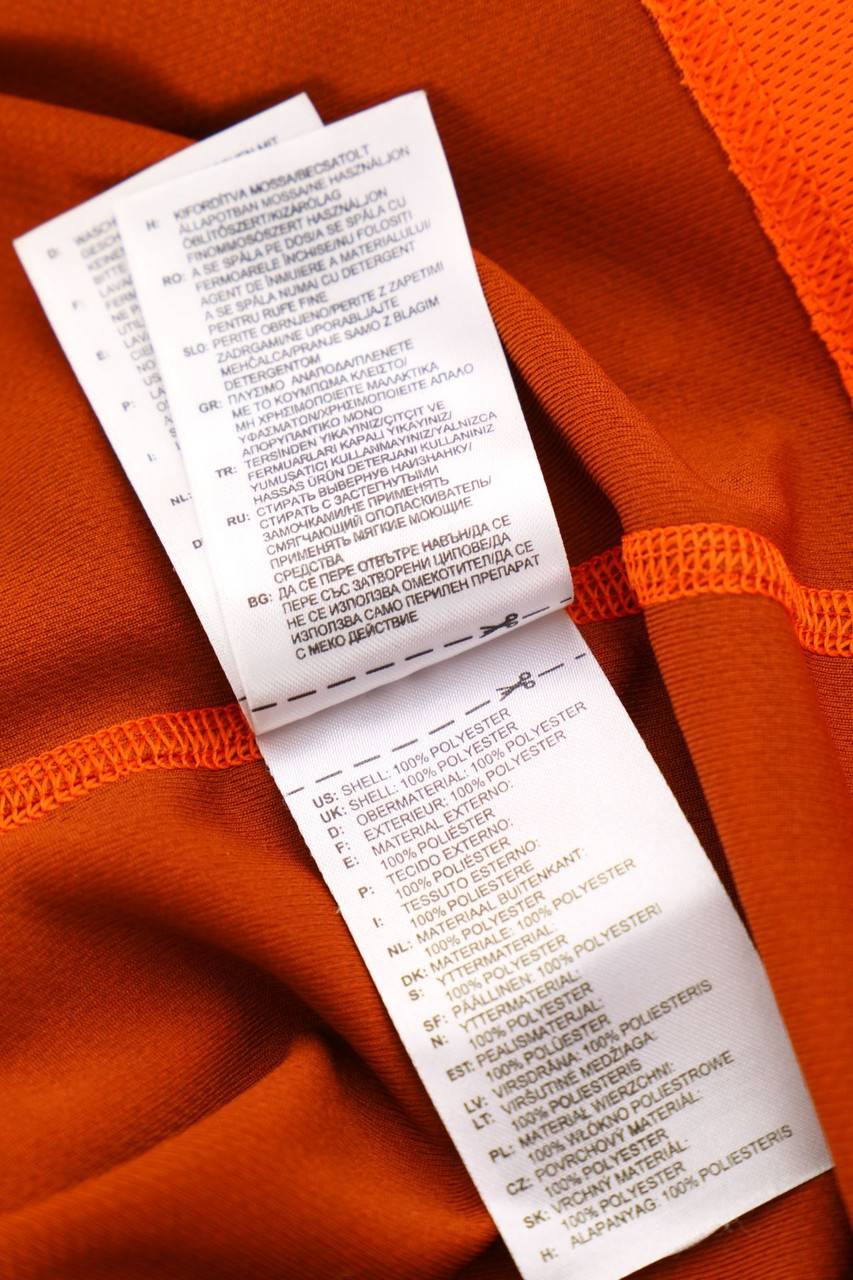 H: KIFORDÍTVA MOSSA/BECSATOLT
ÁLLAPOTBAN MOSSA/NE HASZNÁLJON
ÖBLÍTŐSZERT/KIZÁRÓLAG
FINOMMOSÓSZERT HASZNÁLJON
RO: A SE SPĂLA PE DOS/A SE SPĂLA CU
FERMOARELE ÎNCHISE/NU FOLOSITI
AGENT DE ÎNMUIERE A MATERIALULUI/
A SE SPĂLA NUMAI CU DETERGENT
PENTRU RUFE FINE
SLO: PERITE OBRNJENO/PERITE Z ZAPETIMI
ZADRGAMI/NE UPORABLJAJTE
MEHČALCA/PRANJE SAMO Z BLAGIM
DETERGENTOM
GR: ΠΛΥΣΙΜΟ ΑΝΑΠΟΔΑ/ΠΛΕΝΕΤΕ
ΜΕ ΤΟ ΚΟΥΜΠΩΜΑ ΚΛΕΙΣΤΟ/
ΜΗ ΧΡΗΣΙΜΟΠΟΙΕΙΤΕ ΜΑΛΑΚΤΙΚΑ
ΥΦΑΣΜΑΤΩΝ/ΧΡΗΣΙΜΟΠΟΙΕΙΤΕ ΑΠΑΛΟ
ΑΠΟΡΥΠΑΝΤΙΚΟ ΜΟΝΟ
TR: TERSİNDEN YIKAYINIZ/ÇITÇIT VE
FERMUARLARI KAPALI YIKAYINIZ/
YUMUŞATICI KULLANMAYINIZ/YALNIZCA
HASSAS ÜRÜN DETERJANI KULLANINIZ
RU: СТИРАТЬ ВЫВЕРНУВ НАИЗНАНКУ/
СТИРАТЬ С ЗАСТЕГНУТЫМИ
ЗАМОЧКАМИ/НЕ ПРИМЕНЯТЬ
СМЯГЧАЮЩИЙ ОПОЛАСКИВАТЕЛЬ/
ПРИМЕНЯТЬ МЯГКИЕ МОЮЩИЕ
СРЕДСТВА
BG: ДА СЕ ПЕРЕ ОТВЪТРЕ НАВЪН/ДА СЕ
ПЕРЕ СЪС ЗАТВОРЕНИ ЦИПОВЕ/ДА
НЕ СЕ ИЗПОЛЗВА ОМЕКОТИТЕЛ/ДА СЕ
ИЗПОЛЗВА САМО ПЕРИЛЕН ПРЕПАРАТ
С МЕКО ДЕЙСТВИЕ
US: SHELL: 100% POLYESTER
UK: SHELL: 100% POLYESTER
D: OBERMATERIAL: 100% POLYESTER
F: EXTERIEUR: 100% POLYESTER
E: MATERIAL EXTERNO:
100% POLIÉSTER
P: TECIDO EXTERNO:
100% POLIÉSTER
I: TESSUTO ESTERNO:
100% POLIESTERE
NL: MATERIAAL BUITENKANT:
100% POLYESTER
DK: MATERIALE: 100% POLYESTER
S: YTTERMATERIAL:
100% POLYESTER
SF: PÄÄLLINEN: 100% POLYESTERI
N: YTTERMATERIAL:
100% POLYESTER
EST: PEALISMATERJAL:
100% POLÜESTER
LV: VIRSDRĀNA: 100% POLIESTERIS
LT: VIRŠUTINĖ MEDŽIAGA:
100% POLIESTERIS
PL: MATERIAŁ WIERZCHNI:
100% WŁÓKNO POLIESTROWE
CZ: POVRCHOVÝ MATERIÁL:
100% POLYESTER
SK: VRCHNÝ MATERIÁL:
100% POLYESTER
H: ALAPANYAG: 100% POLIESTERIS